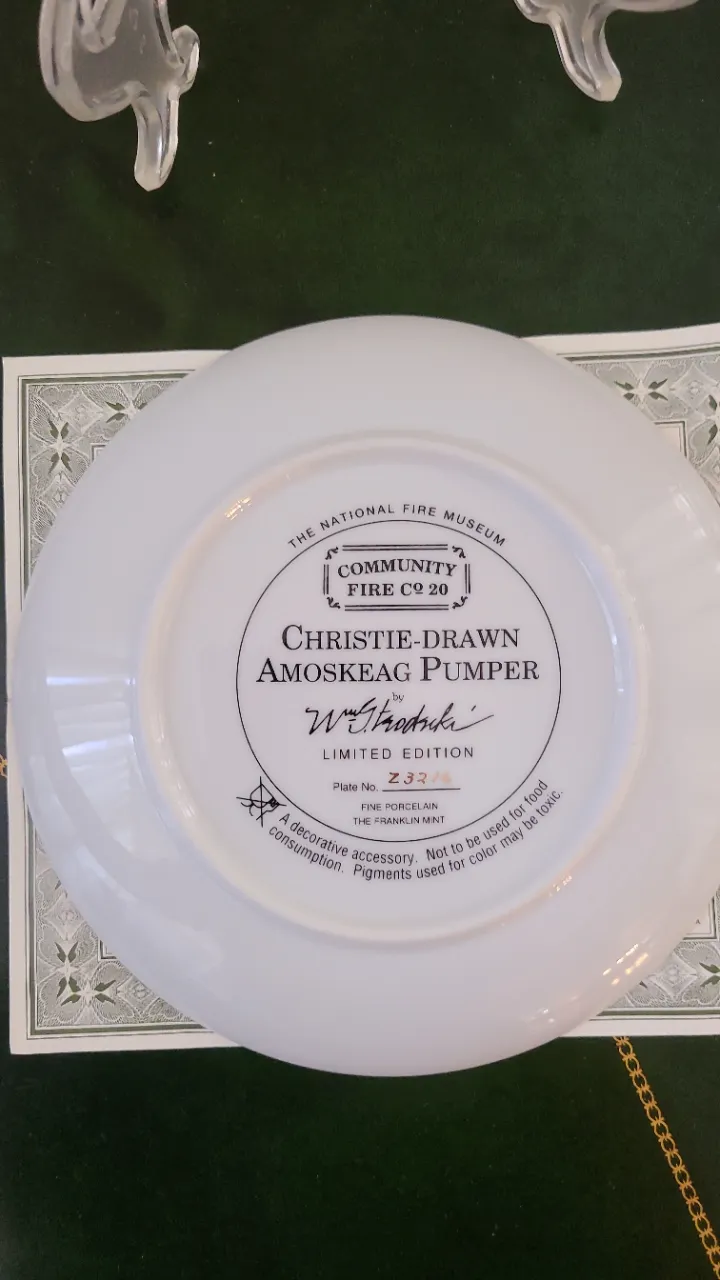 THE NATIONAL FIRE MUSEUM
COMMUNITY
FIRE Cº 20
CHRISTIE-DRAWN
AMOSKEAG PUMPER
by
LIMITED EDITION
Plate No.
FINE PORCELAIN
THE FRANKLIN MINT
A decorative accessory. Not to be used for food
consumption. Pigments used for color may be toxic.